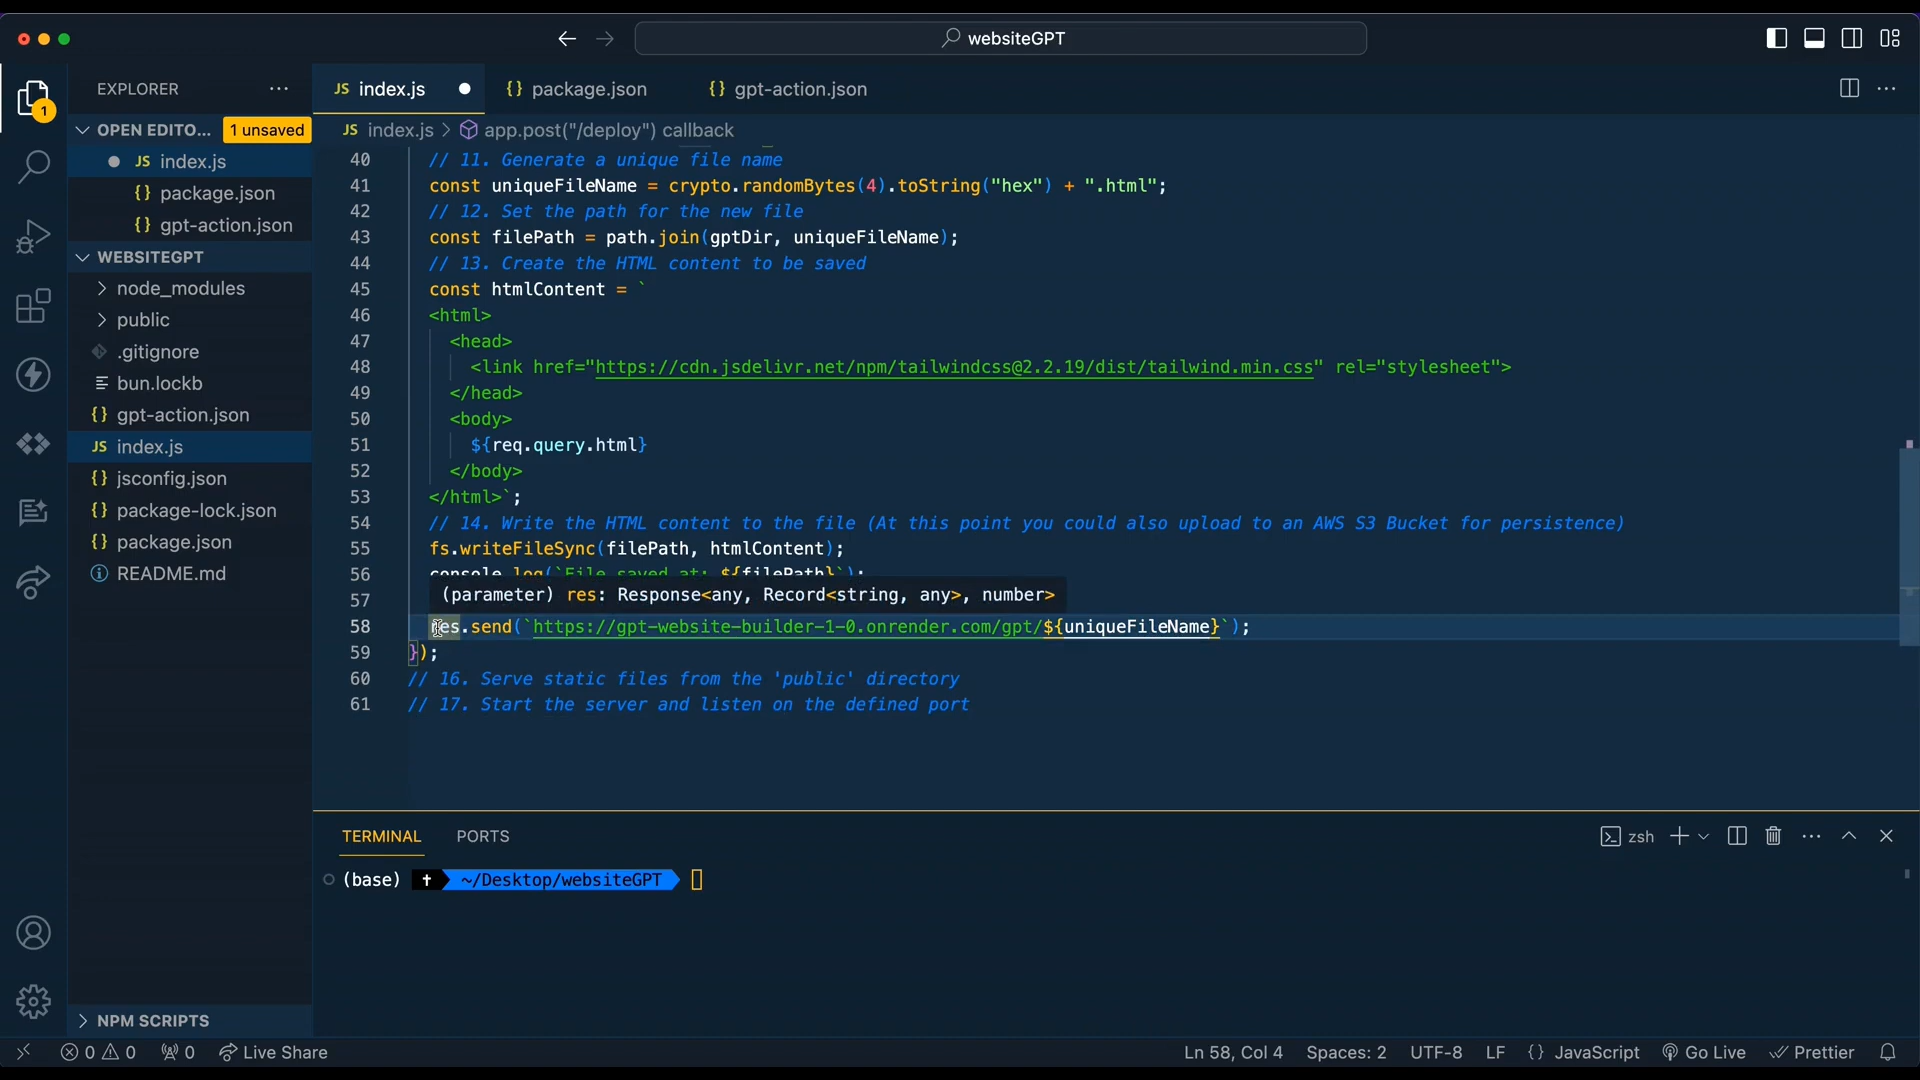 websiteGPT
EXPLORER
1
OPEN EDITO... 1 unsaved
JS index.js
{} package.json
{} gpt-action.json
WEBSITEGPT
node_modules
public
.gitignore
bun.lockb
{} gpt-action.json
JS index.js
{} jsconfig.json
{} package-lock.json
{} package.json
README.md
NPM SCRIPTS
JS index.js
{} package.json
{} gpt-action.json
JS index.js > app.post("/deploy") callback
40 // 11. Generate a unique file name
41 const uniqueFileName = crypto.randomBytes(4).toString("hex") + ".html";
42 // 12. Set the path for the new file
43 const filePath = path.join(gptDir, uniqueFileName);
44 // 13. Create the HTML content to be saved
45 const htmlContent = `
46 <html>
47 <head>
48 <link href="https://cdn.jsdelivr.net/npm/tailwindcss@2.2.19/dist/tailwind.min.css" rel="stylesheet">
49 </head>
50 <body>
51 ${req.query.html}
52 </body>
53 </html>`;
54 // 14. Write the HTML content to the file (At this point you could also upload to an AWS S3 Bucket for persistence)
55 fs.writeFileSync(filePath, htmlContent);
56 console.log(`File saved at: ${filePath}`);
57
(parameter) res: Response<any, Record<string, any>, number>
58 res.send(`https://gpt-website-builder-1-0.onrender.com/gpt/${uniqueFileName}`);
59 });
60 // 16. Serve static files from the 'public' directory
61 // 17. Start the server and listen on the defined port
TERMINAL PORTS
zsh
(base) ~/Desktop/websiteGPT
0 0 0 Live Share
Ln 58, Col 4 Spaces: 2 UTF-8 LF {} JavaScript Go Live Prettier